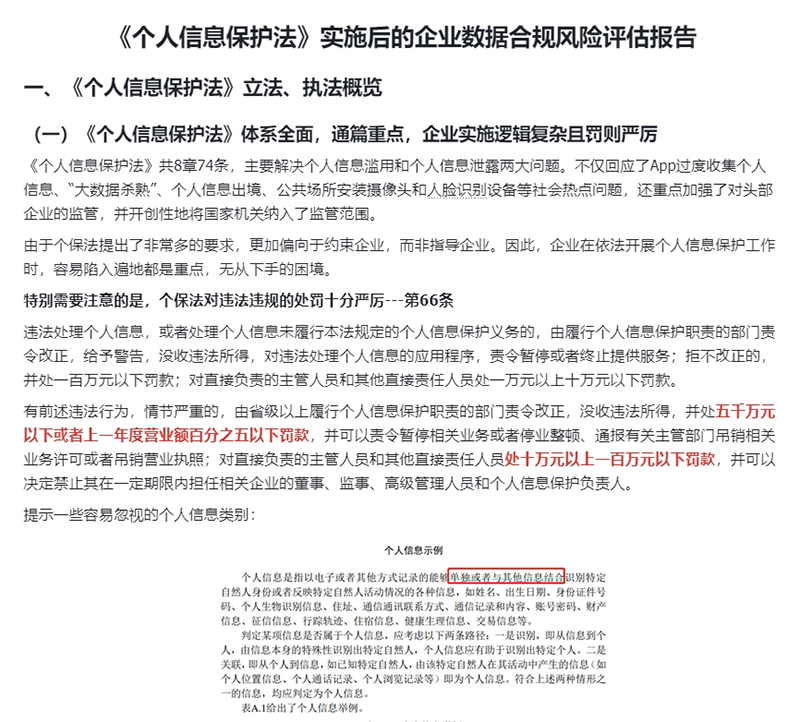 《个人信息保护法》实施后的企业数据合规风险评估报告
一、《个人信息保护法》立法、执法概览
（一）《个人信息保护法》体系全面，通篇重点，企业实施逻辑复杂且罚则严厉
《个人信息保护法》共8章74条，主要解决个人信息滥用和个人信息泄露两大问题。不仅回应了App过度收集个人
信息、“大数据杀熟”、个人信息出境、公共场所安装摄像头和人脸识别设备等社会热点问题，还重点加强了对头部
企业的监管，并开创性地将国家机关纳入了监管范围。
由于个保法提出了非常多的要求，更加偏向于约束企业，而非指导企业。因此，企业在依法开展个人信息保护工作
时，容易陷入遍地都是重点，无从下手的困境。
特别需要注意的是，个保法对违法违规的处罚十分严厉---第66条
违法处理个人信息，或者处理个人信息未履行本法规定的个人信息保护义务的，由履行个人信息保护职责的部门责
令改正，给予警告，没收违法所得，对违法处理个人信息的应用程序，责令暂停或者终止提供服务；拒不改正的，
并处一百万元以下罚款；对直接负责的主管人员和其他直接责任人员处一万元以上十万元以下罚款。
有前述违法行为，情节严重的，由省级以上履行个人信息保护职责的部门责令改正，没收违法所得，并处五千万元
以下或者上一年度营业额百分之五以下罚款，并可以责令暂停相关业务或者停业整顿、通报有关主管部门吊销相关
业务许可或者吊销营业执照；对直接负责的主管人员和其他直接责任人员处十万元以上一百万元以下罚款，并可以
决定禁止其在一定期限内担任相关企业的董事、监事、高级管理人员和个人信息保护负责人。
提示一些容易忽视的个人信息类别：
个人信息示例
个人信息是指以电子或者其他方式记录的能够单独或者与其他信息结合识别特定
自然人身份或者反映特定自然人活动情况的各种信息，如姓名、出生日期、身份证件号
码、个人生物识别信息、住址、通信通讯联系方式、通信记录和内容、账号密码、财产
信息、征信信息、行踪轨迹、住宿信息、健康生理信息、交易信息等。
判定某项信息是否属于个人信息，应考虑以下两条路径：一是识别，即从信息到个
人，由信息本身的特殊性识别出特定自然人，个人信息应有助于识别出特定个人。二是
关联，即从个人到信息，如已知特定自然人，由该特定自然人在其活动中产生的信息（如
个人位置信息、个人通话记录、个人浏览记录等）即为个人信息。符合上述两种情形之
一的信息，均应判定为个人信息。
表A.1给出了个人信息举例。